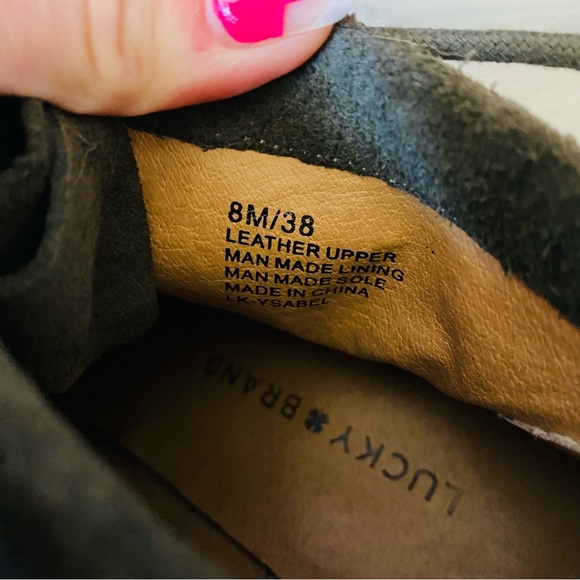 8M/38
LEATHER UPPER
MAN MADE LINING
MAN MADE SOLE
MADE IN CHINA
LK-YSABEL
LUCKY BRAND